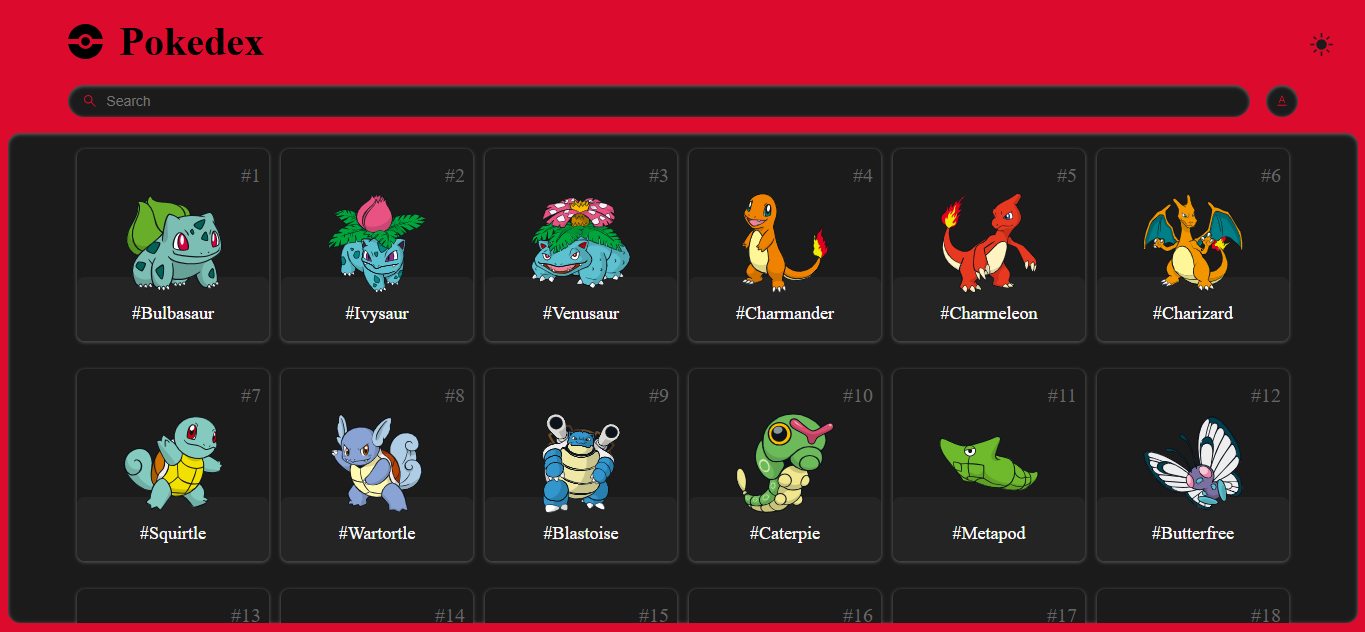 Pokedex
Search
A
#1 #2 #3 #4 #5 #6
#Bulbasaur #Ivysaur #Venusaur #Charmander #Charmeleon #Charizard
#7 #8 #9 #10 #11 #12
#Squirtle #Wartortle #Blastoise #Caterpie #Metapod #Butterfree
#13 #14 #15 #16 #17 #18